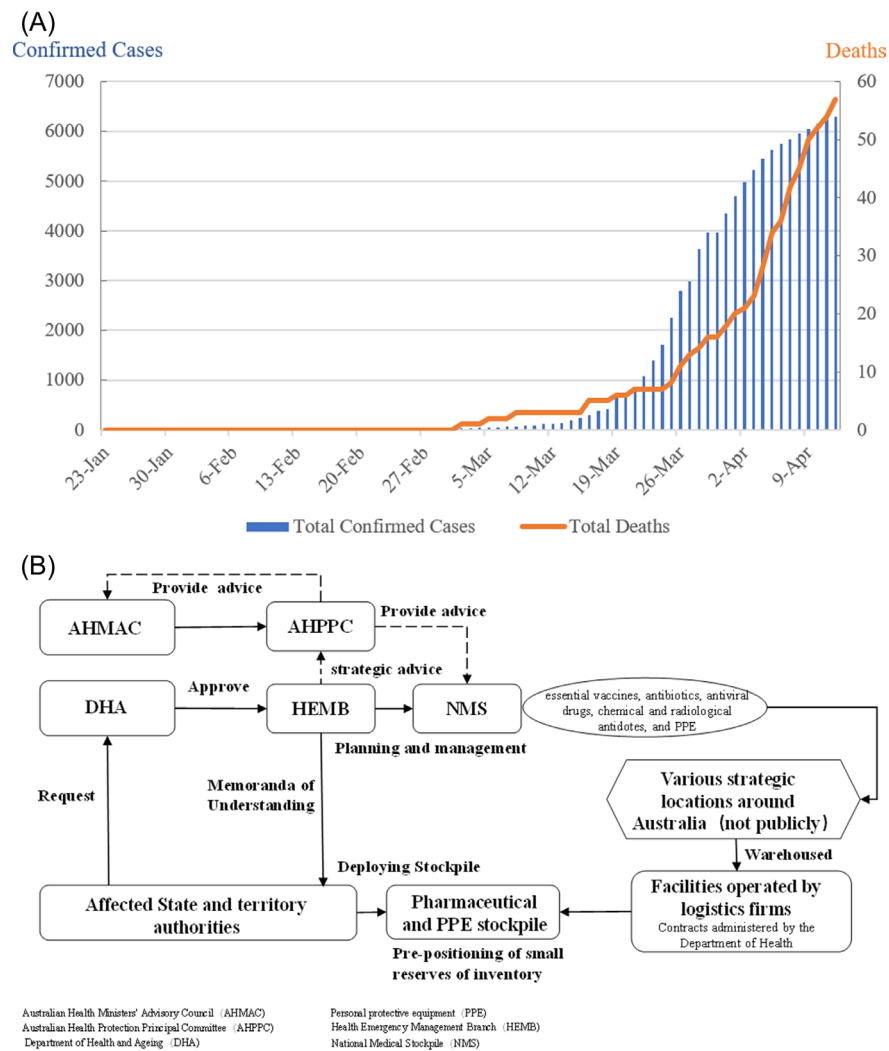 (A)
Confirmed Cases
Deaths
7000
6000
5000
4000
3000
2000
1000
0
60
50
40
30
20
10
0
23-Jan
30-Jan
6-Feb
13-Feb
20-Feb
27-Feb
5-Mar
12-Mar
19-Mar
26-Mar
2-Apr
9-Apr
Total Confirmed Cases
Total Deaths
(B)
Provide advice
AHMAC
AHPPC
Provide advice
strategic advice
DHA
Approve
HEMB
NMS
essential vaccines, antibiotics, antiviral
drugs, chemical and radiological
antidotes, and PPE
Planning and management
Request
Memoranda of
Understanding
Various strategic
locations around
Australia (not publicly)
Warehoused
Deploying Stockpile
Affected State and territory
authorities
Pharmaceutical
and PPE stockpile
Facilities operated by
logistics firms
Contracts administered by the
Department of Health
Pre-positioning of small
reserves of inventory
Australian Health Ministers' Advisory Council (AHMAC)
Australian Health Protection Principal Committee (AHPPC)
Department of Health and Ageing (DHA)
Personal protective equipment (PPE)
Health Emergency Management Branch (HEMB)
National Medical Stockpile (NMS)